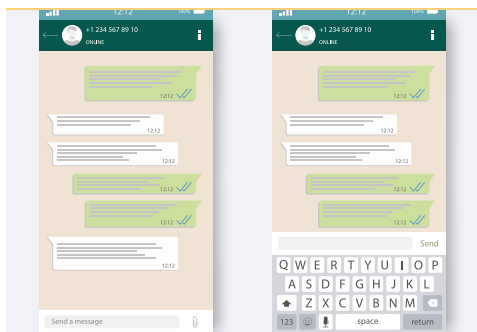 12:12 100%
+1 234 567 89 10
ONLINE
12:12
12:12
12:12
12:12
12:12
12:12
Send a message
12:12 100%
+1 234 567 89 10
ONLINE
12:12
12:12
12:12
12:12
12:12
Send
Q W E R T Y U I O P
A S D F G H J K L
Z X C V B N M
123 space return